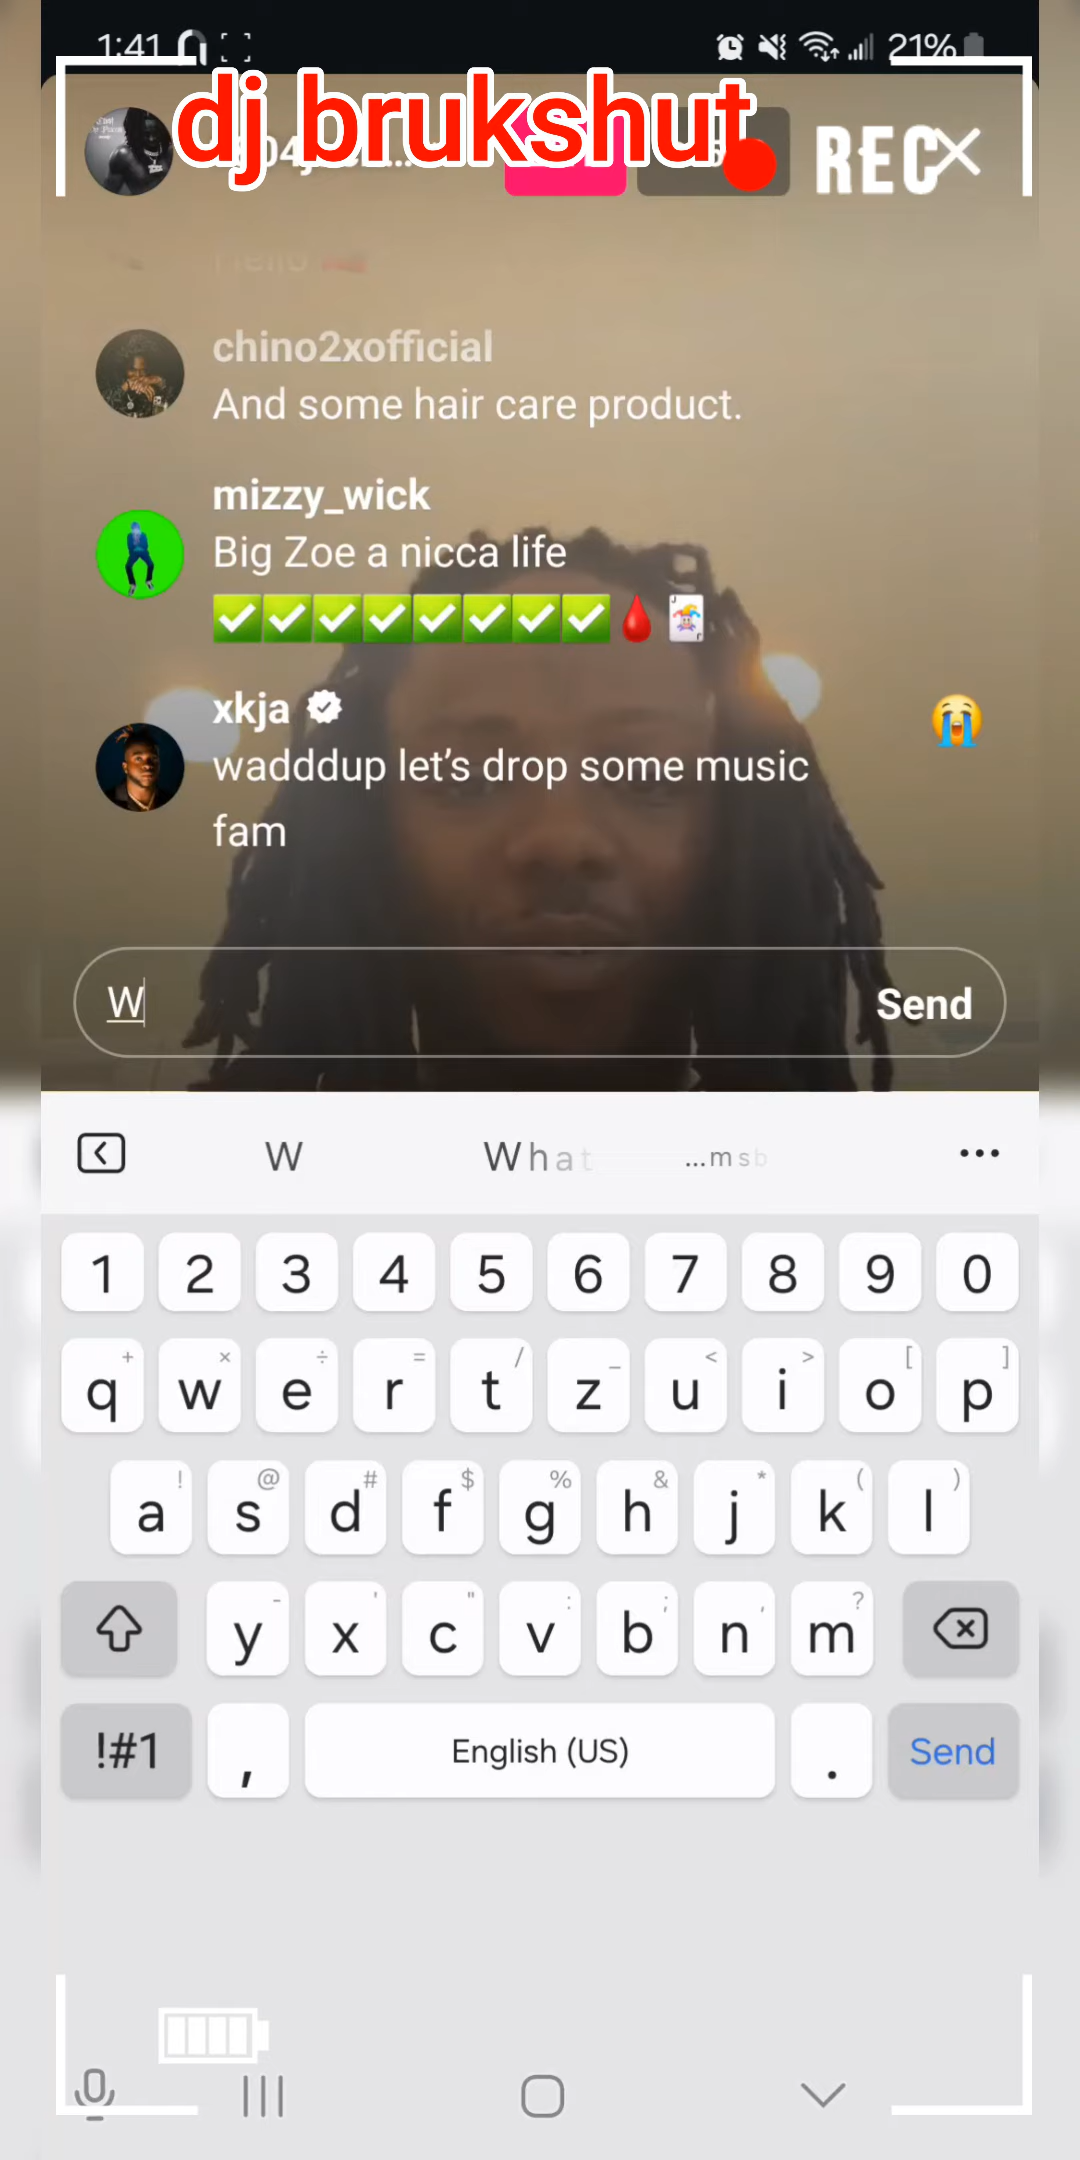 1:41
21%
dj brukshut
REC
Hello
chino2xofficial
And some hair care product.
mizzy_wick
Big Zoe a nicca life
✅✅✅✅✅✅✅✅🩸🃏
xkja
😭
wadddup let’s drop some music
fam
W
Send
W
What
...msb
1 2 3 4 5 6 7 8 9 0
+ × ÷ = / _ < > [ ]
q w e r t z u i o p
! @ # $ % & * ( )
a s d f g h j k l
- ' " : ; , ?
y x c v b n m
!#1 , English (US) . Send